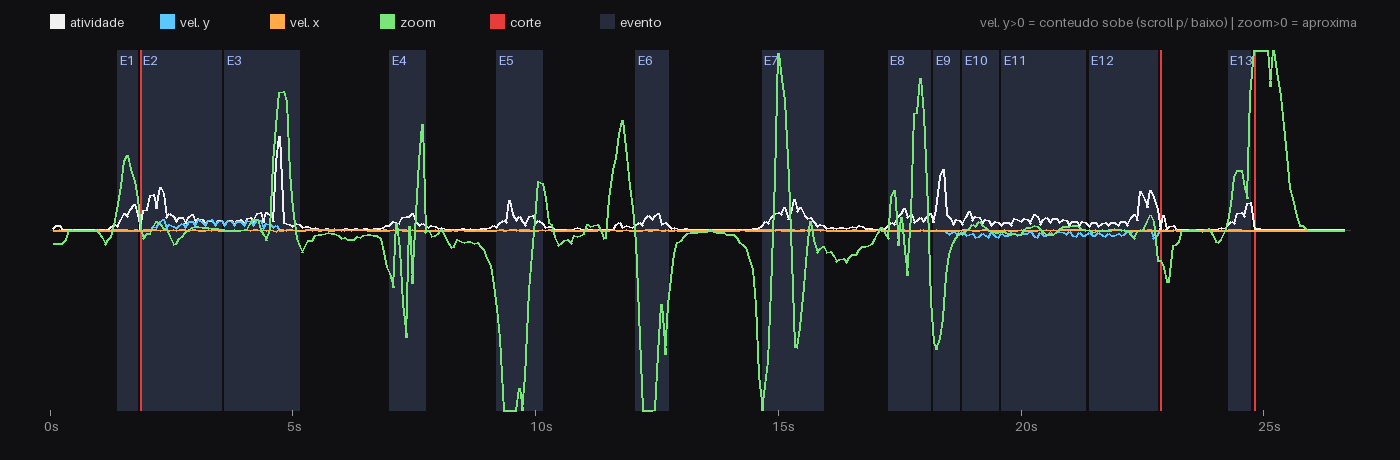 atividade vel. y vel. x zoom corte evento vel. y>0 = conteudo sobe (scroll p/ baixo) | zoom>0 = aproxima
E1 E2 E3 E4 E5 E6 E7 E8 E9 E10 E11 E12 E13
0s 5s 10s 15s 20s 25s